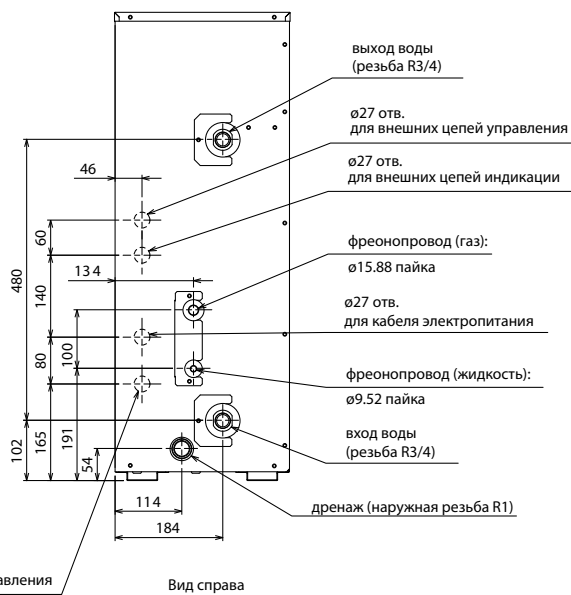 выход воды
(резьба R3/4)
ø27 отв.
для внешних цепей управления
ø27 отв.
для внешних цепей индикации
46
60
134
фреонопровод (газ):
ø15.88 пайка
480
140
ø27 отв.
для кабеля электропитания
100
80
фреонопровод (жидкость):
ø9.52 пайка
вход воды
(резьба R3/4)
102
165
191
54
114
дренаж (наружная резьба R1)
184
авления
Вид справа